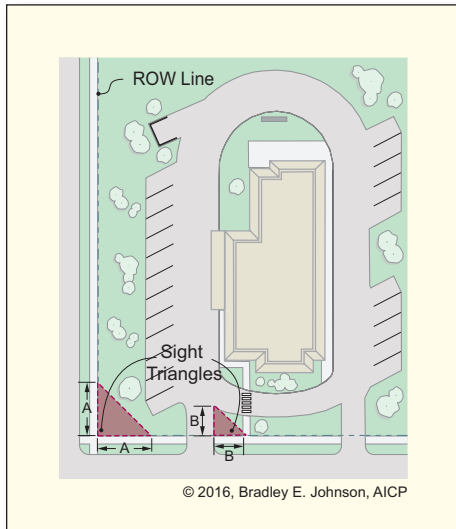 ROW Line
Sight
Triangles
A
B
A
B
© 2016, Bradley E. Johnson, AICP